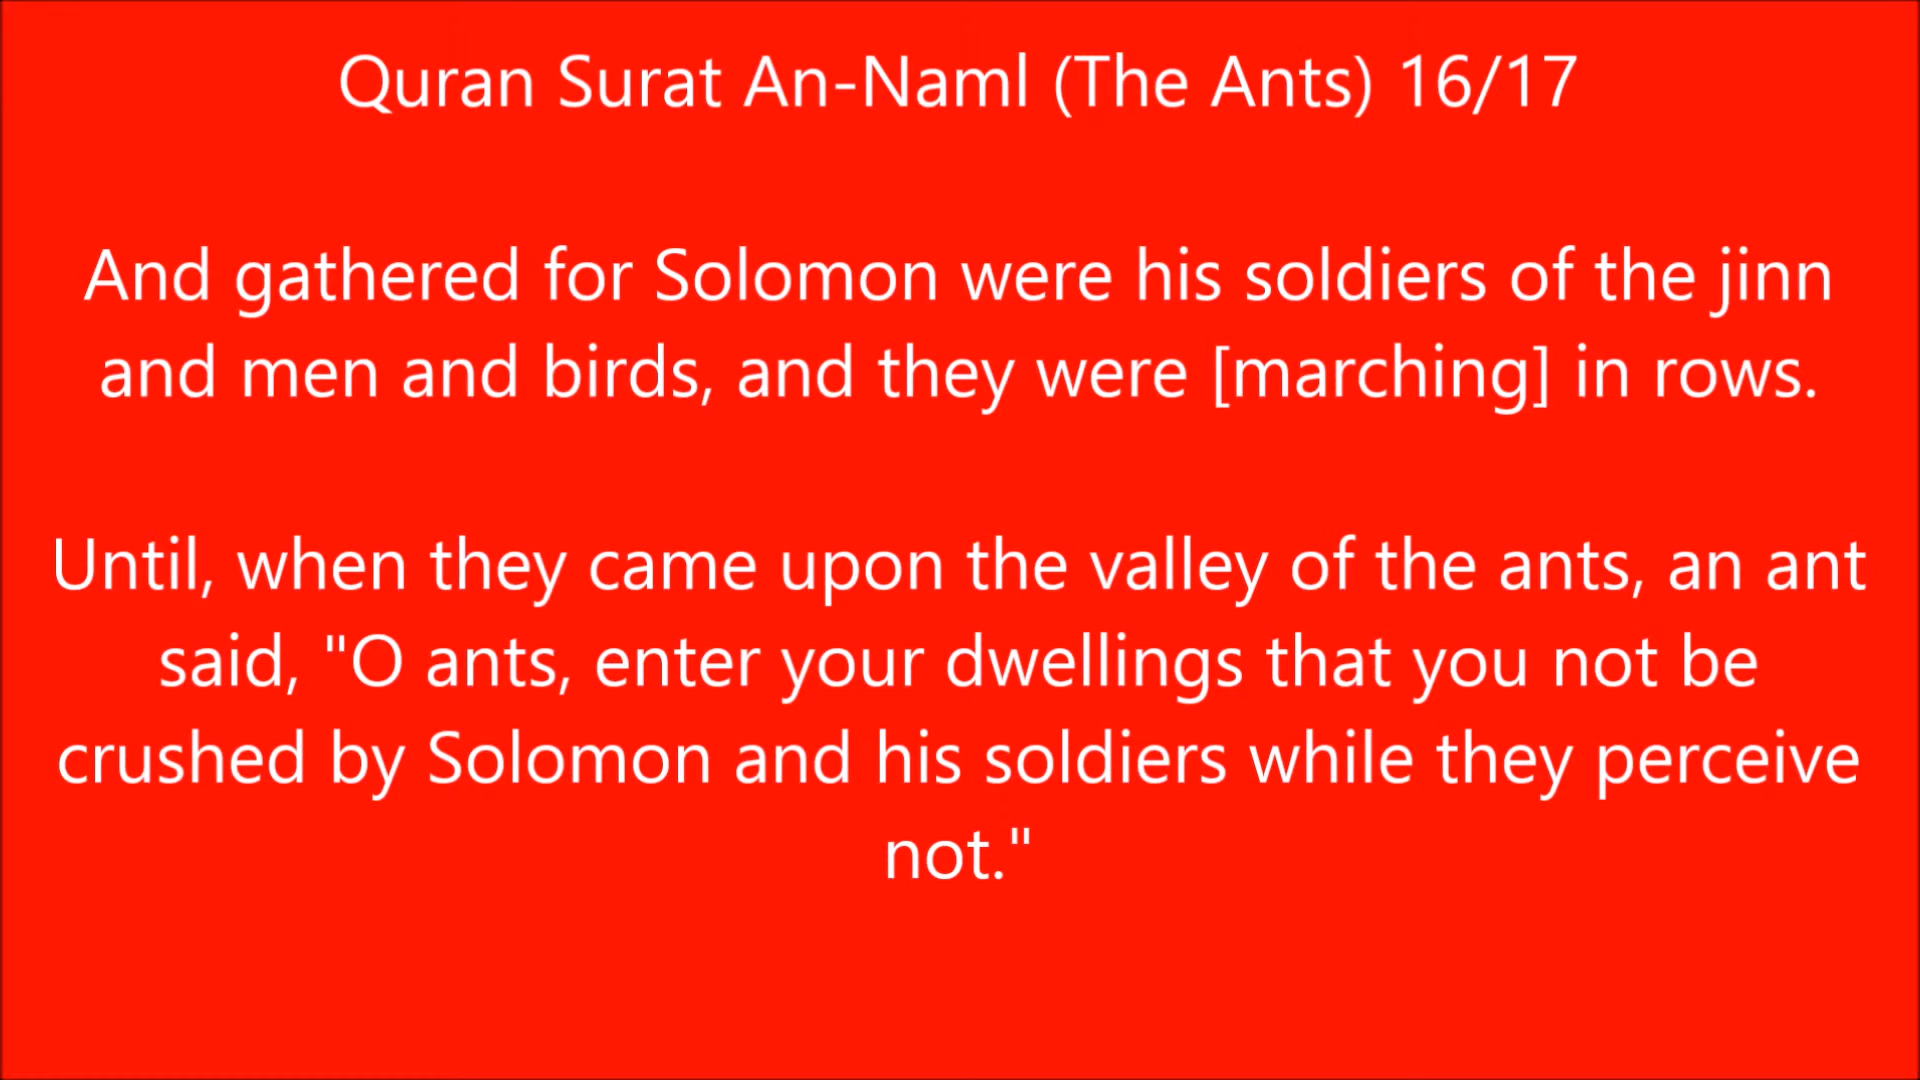 Quran Surat An-Naml (The Ants) 16/17
And gathered for Solomon were his soldiers of the jinn
and men and birds, and they were [marching] in rows.
Until, when they came upon the valley of the ants, an ant
said, "O ants, enter your dwellings that you not be
crushed by Solomon and his soldiers while they perceive
not."